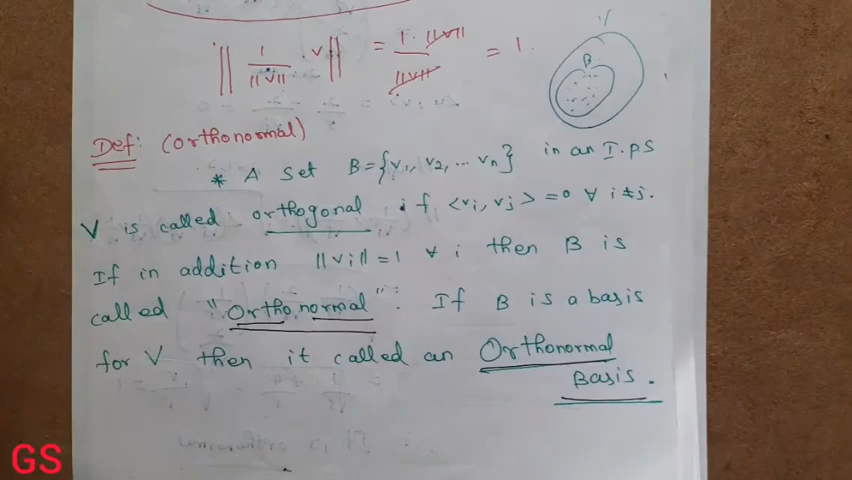 || 1/||v|| . v || = 1. ||v|| / ||v|| = 1.
V
B
Def: (orthonormal)
* A set B={v1, v2, ... vn} in an I.ps
V is called orthogonal if <vi, vj> =0 ∀ i≠j.
If in addition ||vi||=1 ∀ i then B is
called "Orthonormal". If B is a basis
for V then it called an Orthonormal
Basis.
GS